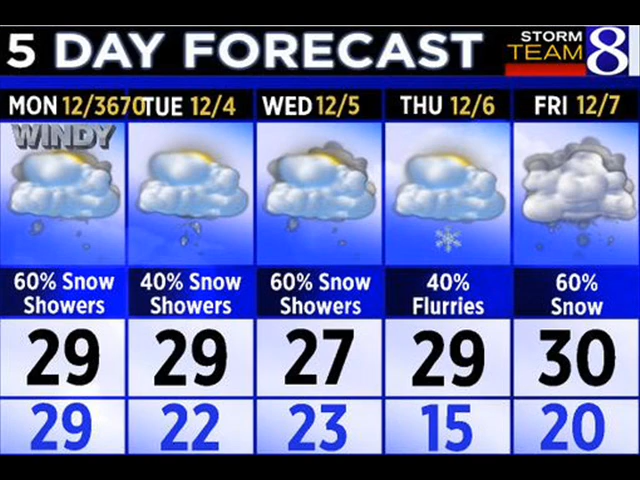 5 DAY FORECAST
STORM
TEAM
8
MON 12/3670 TUE 12/4 WED 12/5 THU 12/6 FRI 12/7
WINDY
60% Snow
Showers
40% Snow
Showers
60% Snow
Showers
40%
Flurries
60%
Snow
29 29 27 29 30
29 22 23 15 20